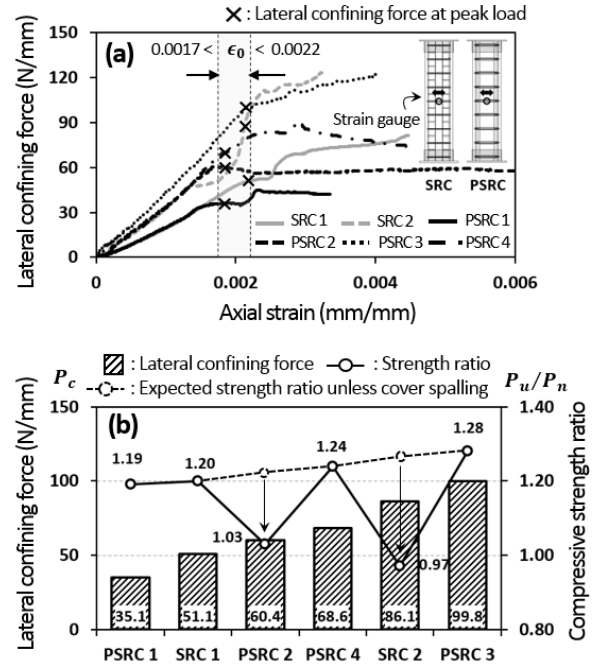 × : Lateral confining force at peak load
(a)
0.0017 < ϵ₀ < 0.0022
Lateral confining force (N/mm)
150
120
90
60
30
0
Strain gauge
SRC PSRC
SRC 1 SRC 2 PSRC 1
PSRC 2 PSRC 3 PSRC 4
0 0.002 0.004 0.006
Axial strain (mm/mm)
P_c : Lateral confining force : Strength ratio P_u/P_n
: Expected strength ratio unless cover spalling
(b)
Lateral confining force (N/mm)
150
100
50
0
1.40
1.20
1.00
0.80
Compressive strength ratio
1.19 1.20 1.03 1.24 0.97 1.28
35.1 51.1 60.4 68.6 86.1 99.8
PSRC 1 SRC 1 PSRC 2 PSRC 4 SRC 2 PSRC 3